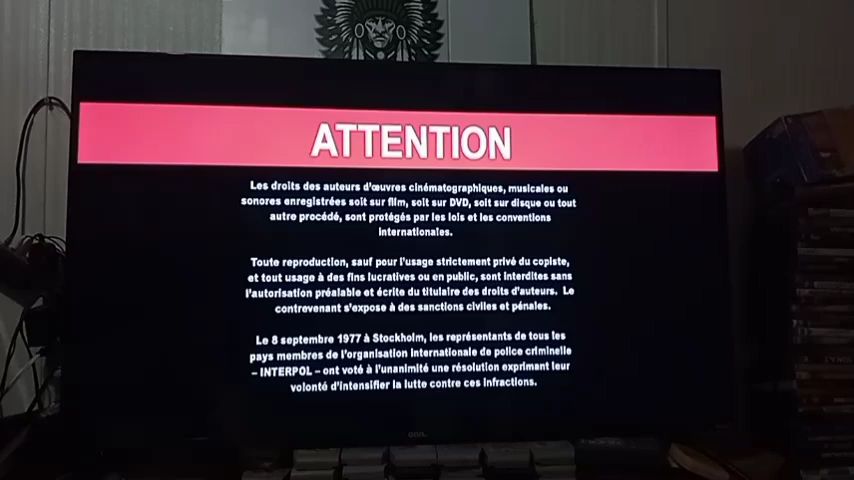 ATTENTION
Les droits des auteurs d'œuvres cinématographiques, musicales ou
sonores enregistrées soit sur film, soit sur DVD, soit sur disque ou tout
autre procédé, sont protégés par les lois et les conventions
internationales.
Toute reproduction, sauf pour l'usage strictement privé du copiste,
et tout usage à des fins lucratives ou en public, sont interdites sans
l'autorisation préalable et écrite du titulaire des droits d'auteurs. Le
contrevenant s'expose à des sanctions civiles et pénales.
Le 8 septembre 1977 à Stockholm, les représentants de tous les
pays membres de l'organisation internationale de police criminelle
– INTERPOL – ont voté à l'unanimité une résolution exprimant leur
volonté d'intensifier la lutte contre ces infractions.
onn.